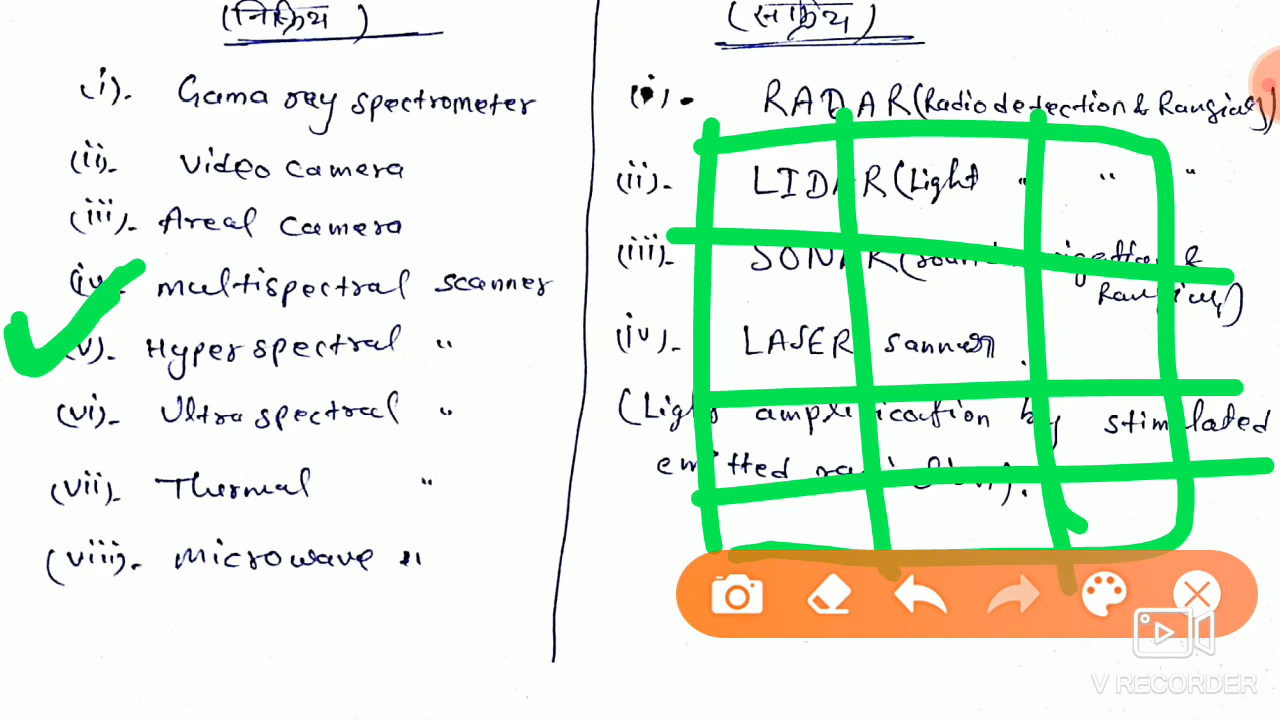 (निष्क्रिय)
(i). Gama ray spectrometer
(ii). Video camera
(iii). Areal camera
(iv). multispectral scanner
(v). Hyperspectral "
(vi). Ultraspectral "
(vii). Thermal "
(viii). Microwave "
(सक्रिय)
(i). RADAR (Radio detection & Ranging)
(ii). LIDAR (Light " " "
(iii). SONAR ( &
Ranging)
(iv). LASER sanner.
(Light amplification by stimulated
emitted
V RECORDER